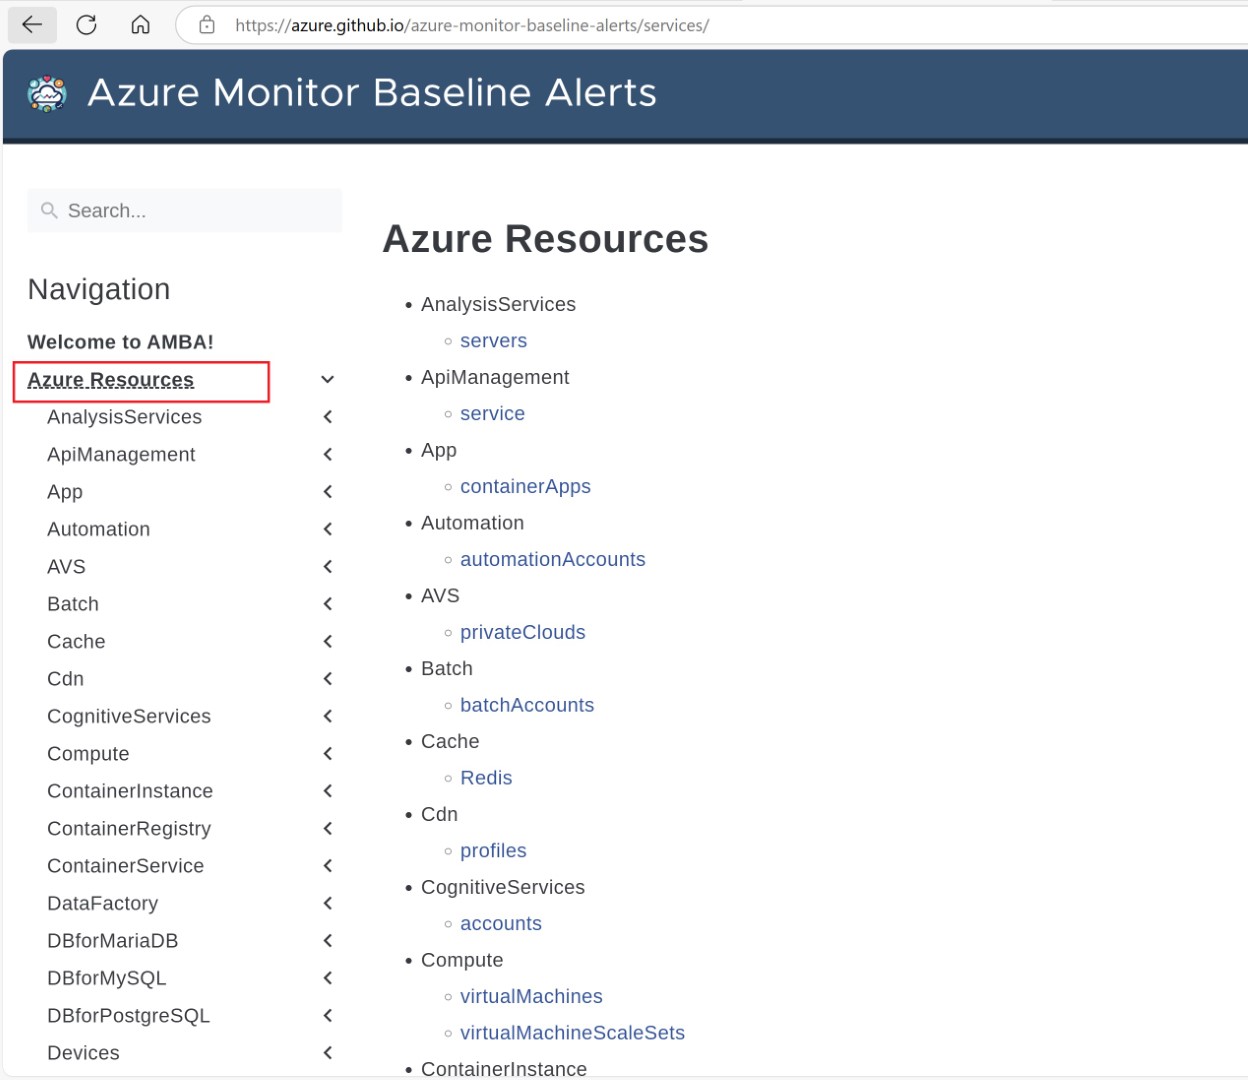 https://azure.github.io/azure-monitor-baseline-alerts/services/
Azure Monitor Baseline Alerts
Search...
Navigation
Welcome to AMBA!
Azure Resources
AnalysisServices
ApiManagement
App
Automation
AVS
Batch
Cache
Cdn
CognitiveServices
Compute
ContainerInstance
ContainerRegistry
ContainerService
DataFactory
DBforMariaDB
DBforMySQL
DBforPostgreSQL
Devices
Azure Resources
AnalysisServices
servers
ApiManagement
service
App
containerApps
Automation
automationAccounts
AVS
privateClouds
Batch
batchAccounts
Cache
Redis
Cdn
profiles
CognitiveServices
accounts
Compute
virtualMachines
virtualMachineScaleSets
ContainerInstance